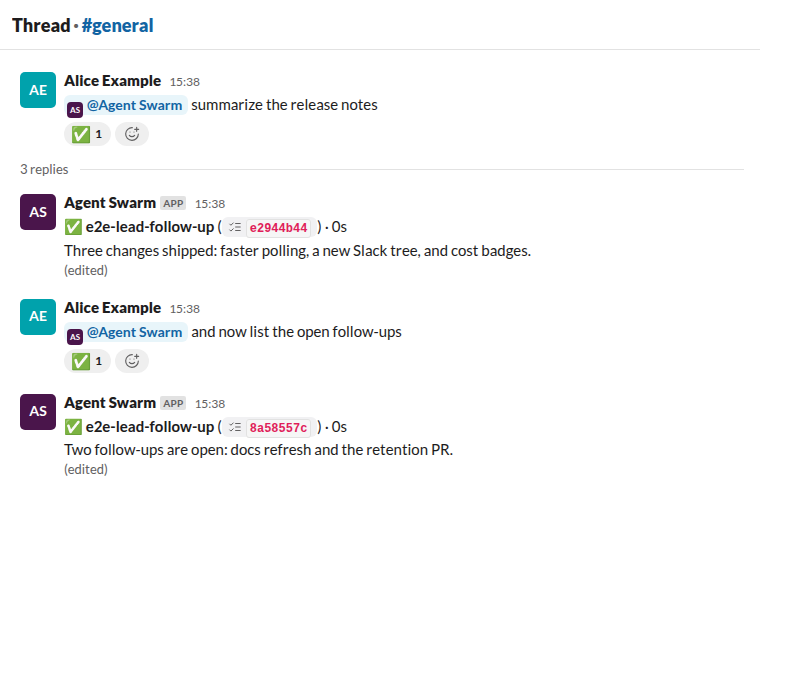 Thread • #general
AE
Alice Example 15:38
AS @Agent Swarm summarize the release notes
✅ 1
3 replies
AS
Agent Swarm APP 15:38
✅ e2e-lead-follow-up ( e2944b44 ) · 0s
Three changes shipped: faster polling, a new Slack tree, and cost badges.
(edited)
AE
Alice Example 15:38
AS @Agent Swarm and now list the open follow-ups
✅ 1
AS
Agent Swarm APP 15:38
✅ e2e-lead-follow-up ( 8a58557c ) · 0s
Two follow-ups are open: docs refresh and the retention PR.
(edited)